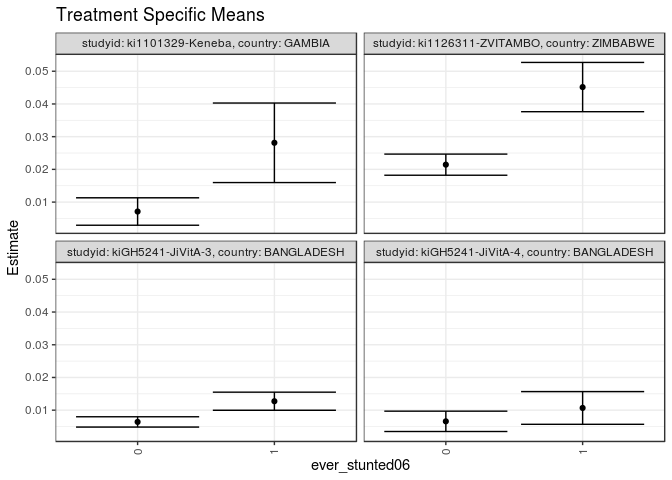 Treatment Specific Means
studyid: ki1101329-Keneba, country: GAMBIA
studyid: ki1126311-ZVITAMBO, country: ZIMBABWE
0.05
0.04
0.03
0.02
0.01
studyid: kiGH5241-JiVitA-3, country: BANGLADESH
studyid: kiGH5241-JiVitA-4, country: BANGLADESH
0.05
0.04
0.03
0.02
0.01
Estimate
0
1
0
1
ever_stunted06